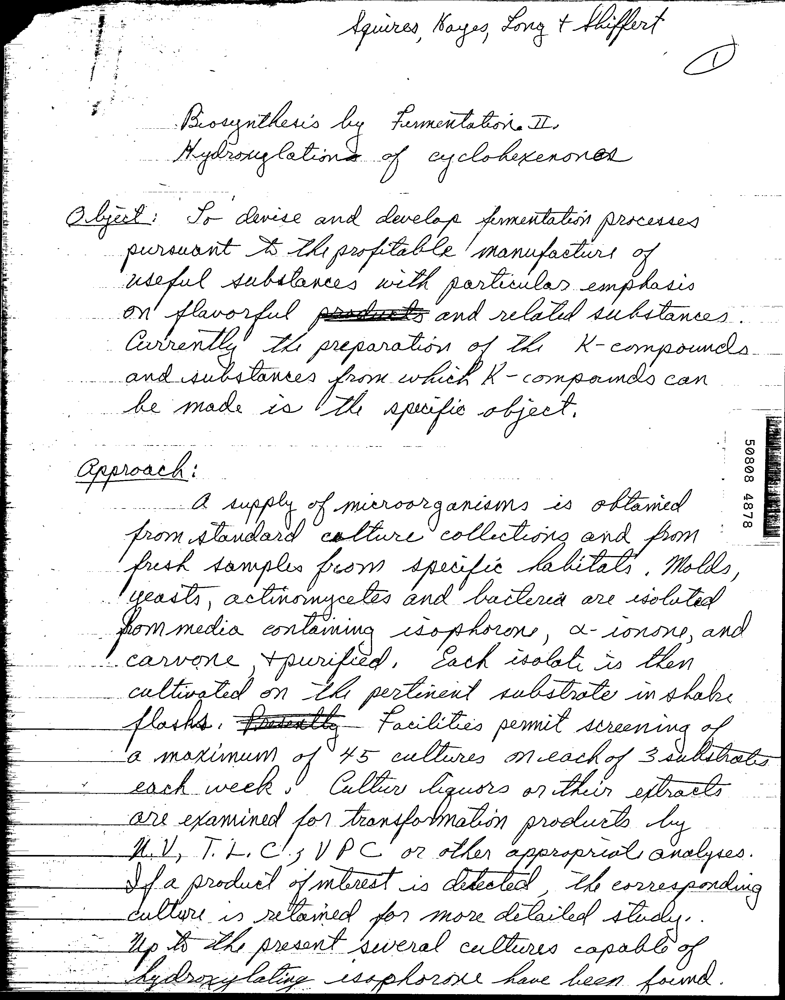 Squires, Hayes, Long & Shiffert
1
Biosynthesis by Fermentation II.
Hydroxylations of cyclohexenones
Object: To devise and develop fermentation processes
pursuant to the profitable manufacture of
useful substances with particular emphasis
on flavorful products and related substances.
Currently the preparation of the K-compounds
and substances from which K-compounds can
be made is the specific object.
50808 4878
Approach:
A supply of microorganisms is obtained
from standard culture collections and from
fresh samples from specific habitats. Molds,
yeasts, actinomycetes and bacteria are isolated
from media containing isophorone, α-ionone, and
carvone, + purified. Each isolate is then
cultivated on the pertinent substrate in shake
flasks. Presently Facilities permit screening of
a maximum of 45 cultures on each of 3 substrates
each week. Culture liquors or their extracts
are examined for transformation products by
U.V, T.L.C., VPC or other appropriate analyses.
If a product of interest is detected, the corresponding
culture is retained for more detailed study.
Up to the present several cultures capable of
hydroxylating isophorone have been found.